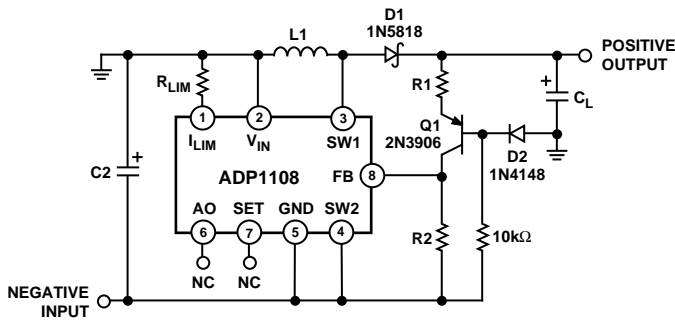 D1
1N5818
L1
POSITIVE
OUTPUT
RLIM
R1
CL
1
2
3
ILIM
VIN
SW1
Q1
2N3906
D2
1N4148
C2
ADP1108
FB
8
AO
SET
GND
SW2
6
7
5
4
R2
10kΩ
NC
NC
NEGATIVE
INPUT